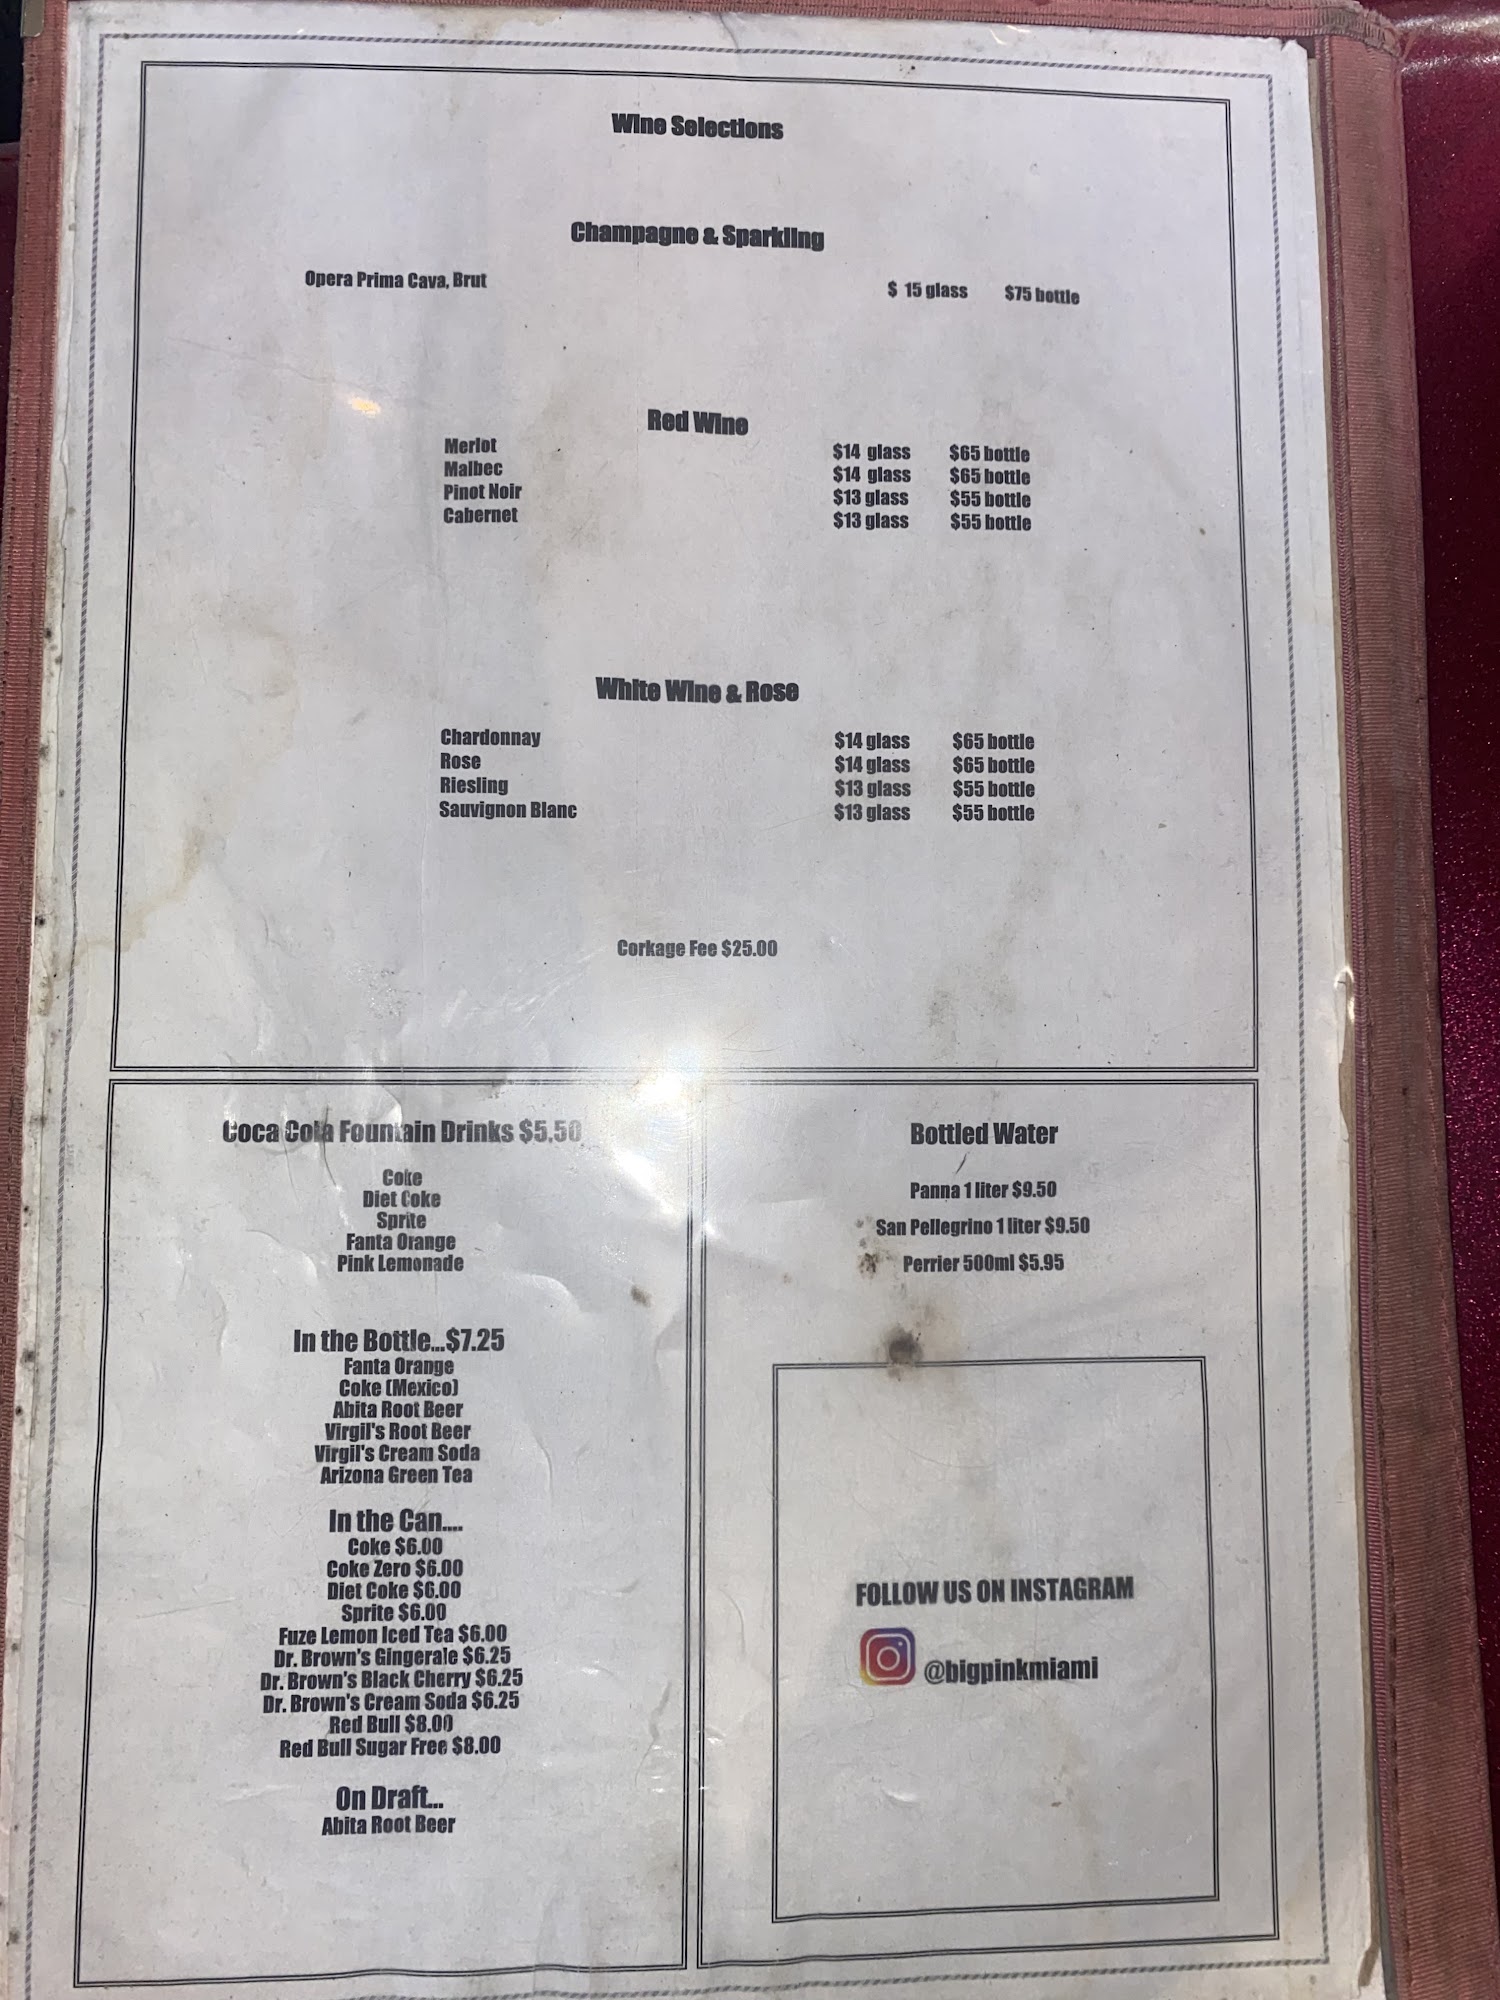 Wine Selections
Champagne & Sparkling
Opera Prima Cava, Brut $ 15 glass $75 bottle
Red Wine
Merlot $14 glass $65 bottle
Malbec $14 glass $65 bottle
Pinot Noir $13 glass $55 bottle
Cabernet $13 glass $55 bottle
White Wine & Rose
Chardonnay $14 glass $65 bottle
Rose $14 glass $65 bottle
Riesling $13 glass $55 bottle
Sauvignon Blanc $13 glass $55 bottle
Corkage Fee $25.00
Coca Cola Fountain Drinks $5.50
Coke
Diet Coke
Sprite
Fanta Orange
Pink Lemonade
In the Bottle...$7.25
Fanta Orange
Coke (Mexico)
Abita Root Beer
Virgil's Root Beer
Virgil's Cream Soda
Arizona Green Tea
In the Can....
Coke $6.00
Coke Zero $6.00
Diet Coke $6.00
Sprite $6.00
Fuze Lemon Iced Tea $6.00
Dr. Brown's Gingerale $6.25
Dr. Brown's Black Cherry $6.25
Dr. Brown's Cream Soda $6.25
Red Bull $8.00
Red Bull Sugar Free $8.00
On Draft...
Abita Root Beer
Bottled Water
Panna 1 liter $9.50
San Pellegrino 1 liter $9.50
Perrier 500ml $5.95
FOLLOW US ON INSTAGRAM
@bigpinkmiami